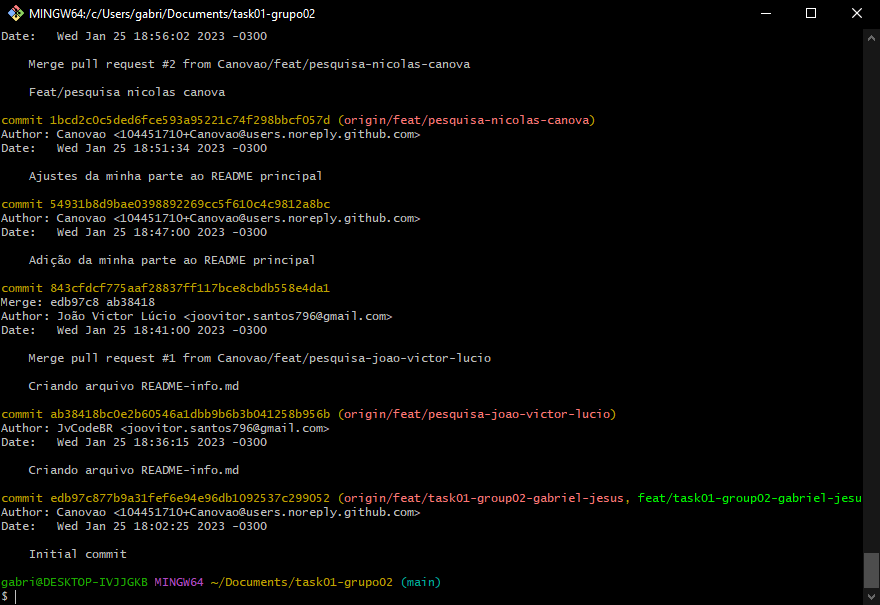 MINGW64:/c/Users/gabri/Documents/task01-grupo02
Date:   Wed Jan 25 18:56:02 2023 -0300
Merge pull request #2 from Canovao/feat/pesquisa-nicolas-canova
Feat/pesquisa nicolas canova
commit 1bcd2c0c5ded6fce593a95221c74f298bbcf057d (origin/feat/pesquisa-nicolas-canova)
Author: Canovao <104451710+Canovao@users.noreply.github.com>
Date:   Wed Jan 25 18:51:34 2023 -0300
Ajustes da minha parte ao README principal
commit 54931b8d9bae0398892269cc5f610c4c9812a8bc
Author: Canovao <104451710+Canovao@users.noreply.github.com>
Date:   Wed Jan 25 18:47:00 2023 -0300
Adição da minha parte ao README principal
commit 843cfdcf775aaf28837ff117bce8cbdb558e4da1
Merge: edb97c8 ab38418
Author: João Victor Lúcio <joovitor.santos796@gmail.com>
Date:   Wed Jan 25 18:41:00 2023 -0300
Merge pull request #1 from Canovao/feat/pesquisa-joao-victor-lucio
Criando arquivo README-info.md
commit ab38418bc0e2b60546a1dbb9b6b3b041258b956b (origin/feat/pesquisa-joao-victor-lucio)
Author: JvCodeBR <joovitor.santos796@gmail.com>
Date:   Wed Jan 25 18:36:15 2023 -0300
Criando arquivo README-info.md
commit edb97c877b9a31fef6e94e96db1092537c299052 (origin/feat/task01-group02-gabriel-jesus, feat/task01-group02-gabriel-jesu
Author: Canovao <104451710+Canovao@users.noreply.github.com>
Date:   Wed Jan 25 18:02:25 2023 -0300
Initial commit
gabri@DESKTOP-IVJJGKB MINGW64 ~/Documents/task01-grupo02 (main)
$